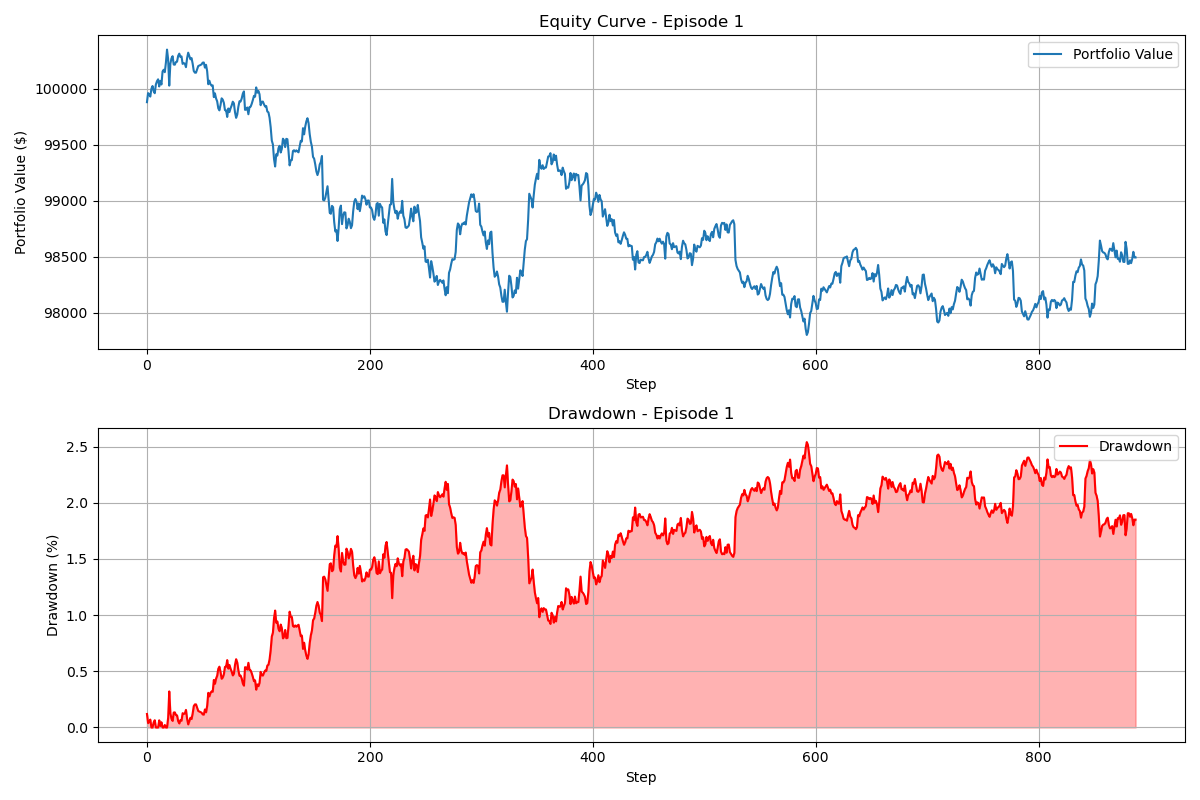 Equity Curve - Episode 1
Portfolio Value
Portfolio Value ($)
100000
99500
99000
98500
98000
0 200 400 600 800
Step
Drawdown - Episode 1
Drawdown
Drawdown (%)
2.5
2.0
1.5
1.0
0.5
0.0
0 200 400 600 800
Step